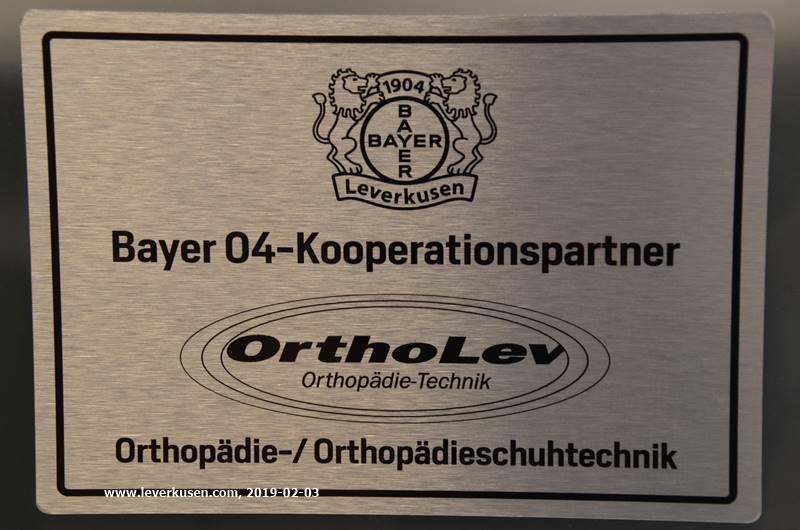 1904
BAYER
BAYER
Leverkusen
Bayer 04-Kooperationspartner
OrthoLev
Orthopädie-Technik
Orthopädie-/ Orthopädieschuhtechnik
www.leverkusen.com, 2019-02-03